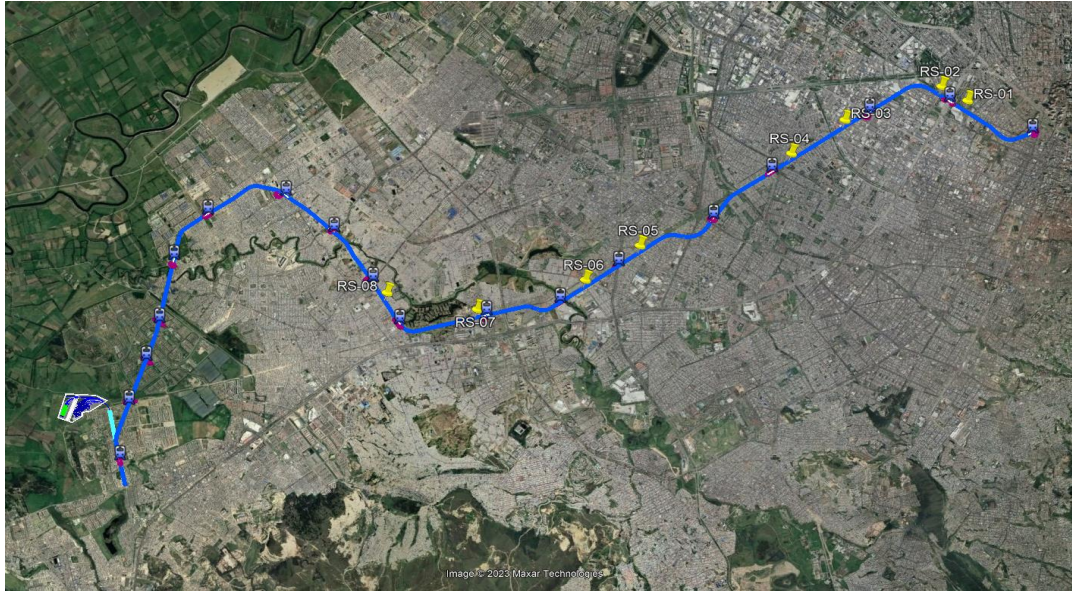 RS-02
RS-01
RS-03
RS-04
RS-05
RS-06
RS-08
RS-07
Image © 2023 Maxar Technologies